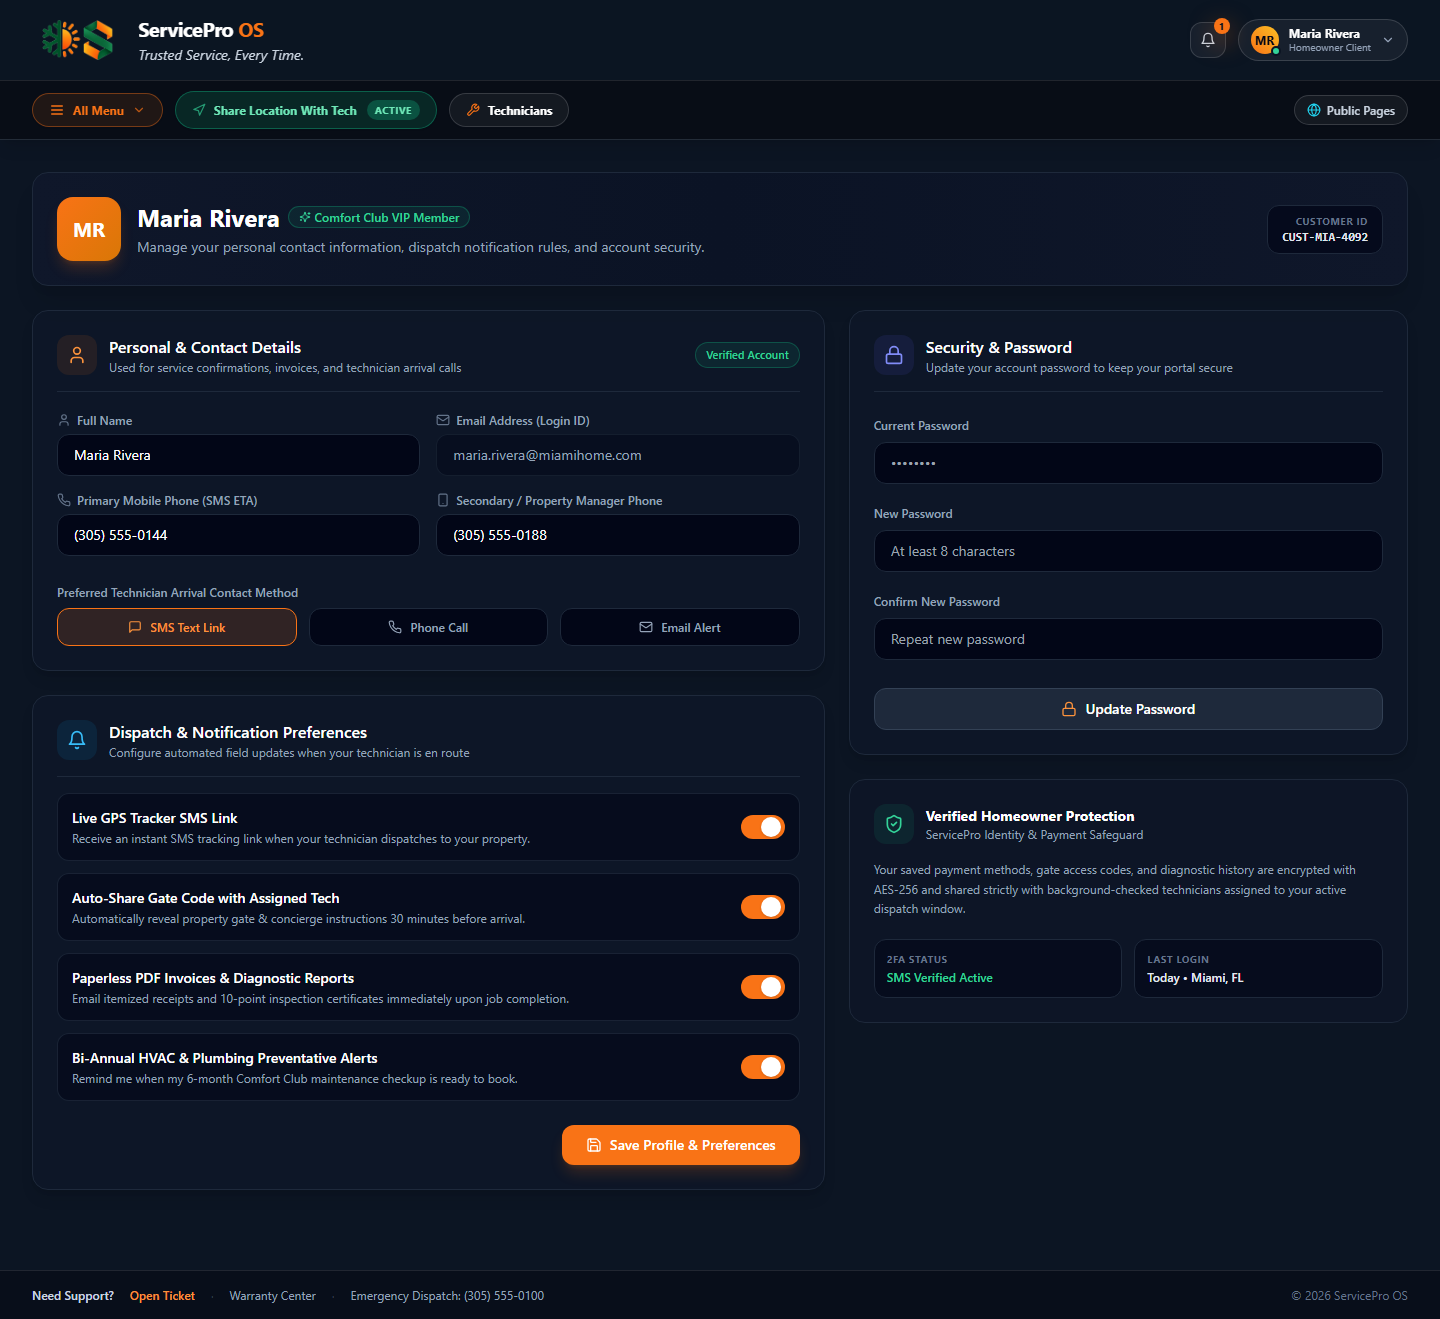 ServicePro OS
Trusted Service, Every Time.
1
MR
Maria Rivera
Homeowner Client
All Menu
Share Location With Tech ACTIVE
Technicians
Public Pages
MR
Maria Rivera
Comfort Club VIP Member
Manage your personal contact information, dispatch notification rules, and account security.
CUSTOMER ID
CUST-MIA-4092
Personal & Contact Details
Used for service confirmations, invoices, and technician arrival calls
Verified Account
Full Name
Maria Rivera
Email Address (Login ID)
maria.rivera@miamihome.com
Primary Mobile Phone (SMS ETA)
(305) 555-0144
Secondary / Property Manager Phone
(305) 555-0188
Preferred Technician Arrival Contact Method
SMS Text Link
Phone Call
Email Alert
Dispatch & Notification Preferences
Configure automated field updates when your technician is en route
Live GPS Tracker SMS Link
Receive an instant SMS tracking link when your technician dispatches to your property.
Auto-Share Gate Code with Assigned Tech
Automatically reveal property gate & concierge instructions 30 minutes before arrival.
Paperless PDF Invoices & Diagnostic Reports
Email itemized receipts and 10-point inspection certificates immediately upon job completion.
Bi-Annual HVAC & Plumbing Preventative Alerts
Remind me when my 6-month Comfort Club maintenance checkup is ready to book.
Save Profile & Preferences
Security & Password
Update your account password to keep your portal secure
Current Password
••••••••
New Password
At least 8 characters
Confirm New Password
Repeat new password
Update Password
Verified Homeowner Protection
ServicePro Identity & Payment Safeguard
Your saved payment methods, gate access codes, and diagnostic history are encrypted with
AES-256 and shared strictly with background-checked technicians assigned to your active
dispatch window.
2FA STATUS
SMS Verified Active
LAST LOGIN
Today • Miami, FL
Need Support? Open Ticket · Warranty Center · Emergency Dispatch: (305) 555-0100
© 2026 ServicePro OS